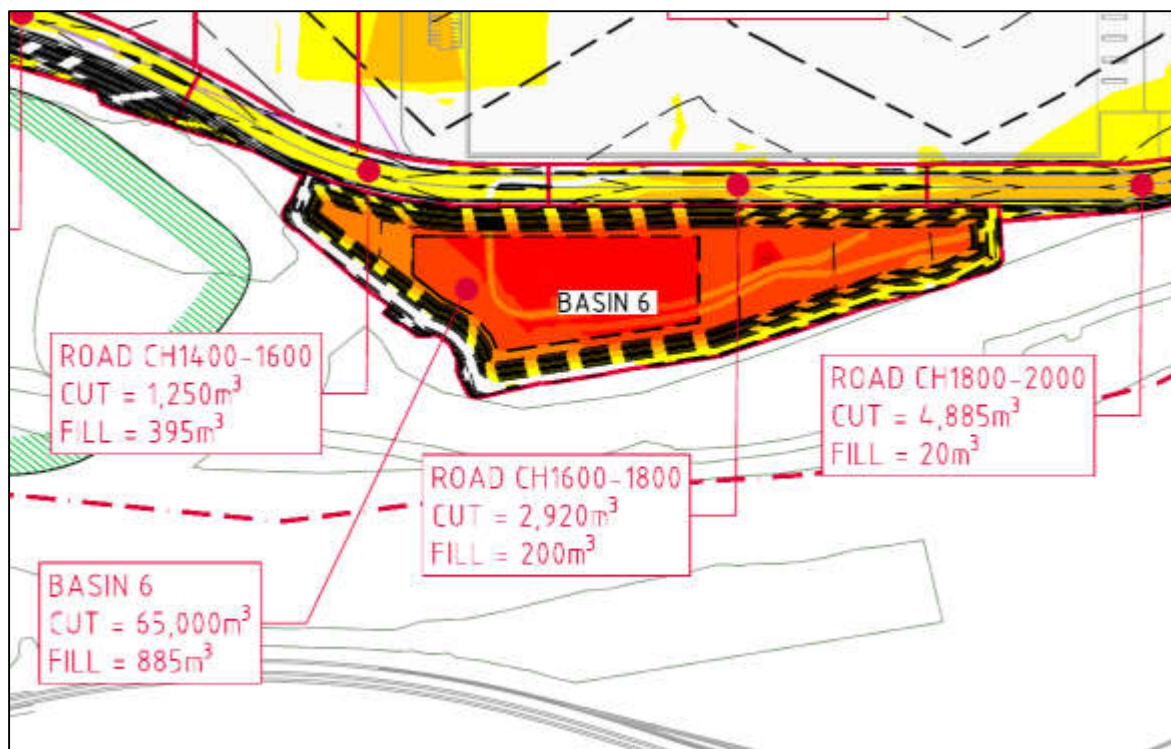 BASIN 6
ROAD CH1400-1600
CUT = 1,250m³
FILL = 395m³
ROAD CH1800-2000
CUT = 4,885m³
FILL = 20m³
ROAD CH1600-1800
CUT = 2,920m³
FILL = 200m³
BASIN 6
CUT = 65,000m³
FILL = 885m³